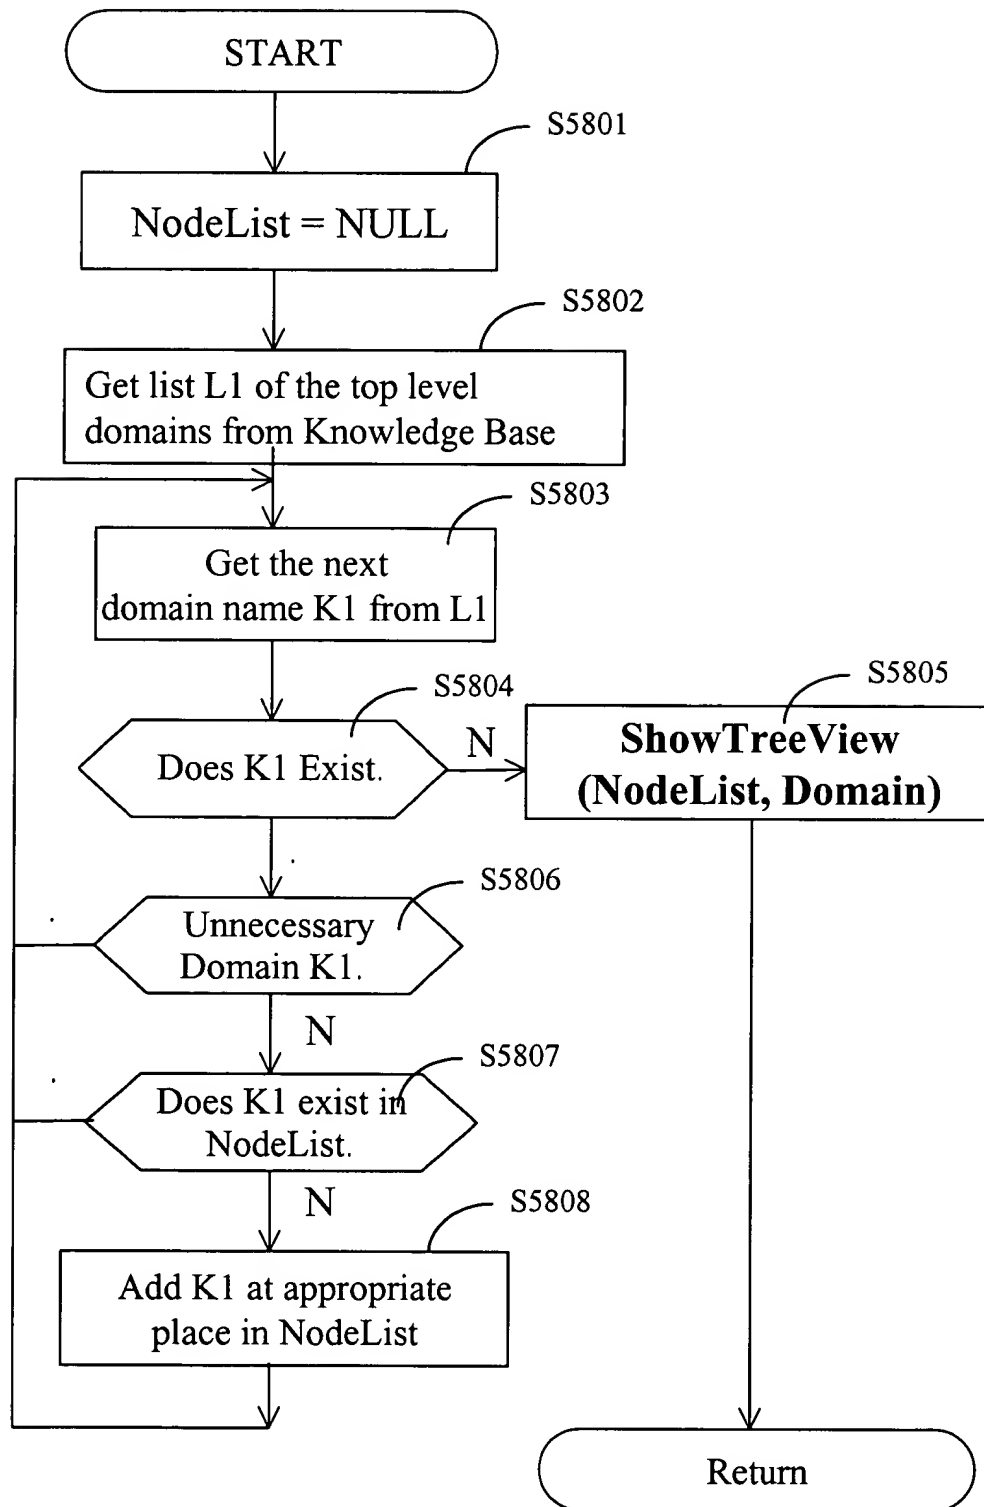 START
S5801
NodeList = NULL
S5802
Get list L1 of the top level
domains from Knowledge Base
S5803
Get the next
domain name K1 from L1
S5804
Does K1 Exist.
N
S5805
ShowTreeView
(NodeList, Domain)
S5806
Unnecessary
Domain K1.
N
S5807
Does K1 exist in
NodeList.
N
S5808
Add K1 at appropriate
place in NodeList
Return